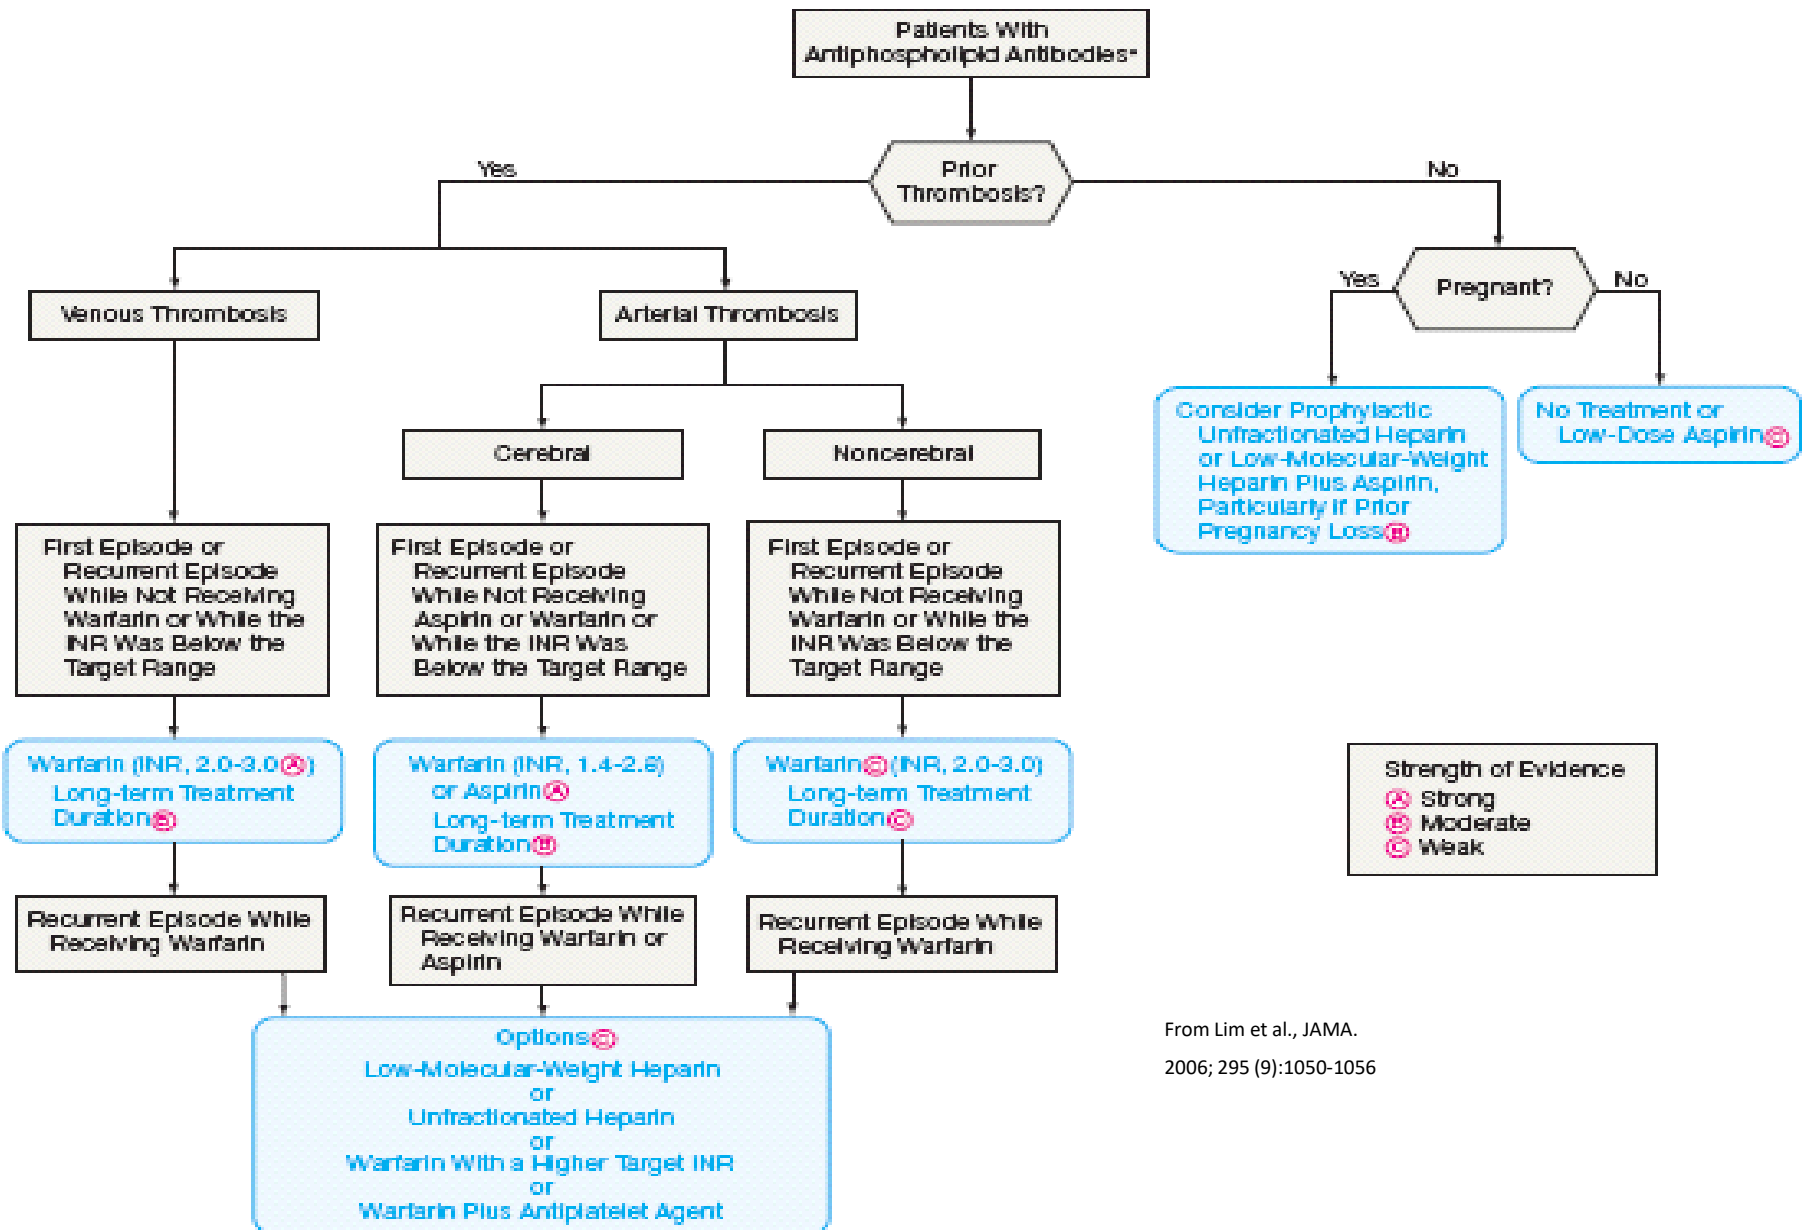 Patients With
Antiphospholipid Antibodies*
Prior
Thrombosis?
Yes
No
Venous Thrombosis
Arterial Thrombosis
Pregnant?
Yes
No
Cerebral
Noncerebral
Consider Prophylactic
Unfractionated Heparin
or Low-Molecular-Weight
Heparin Plus Aspirin,
Particularly if Prior
Pregnancy Loss Ⓑ
No Treatment or
Low-Dose Aspirin Ⓒ
First Episode or
Recurrent Episode
While Not Receiving
Warfarin or While the
INR Was Below the
Target Range
First Episode or
Recurrent Episode
While Not Receiving
Aspirin or Warfarin or
While the INR Was
Below the Target Range
First Episode or
Recurrent Episode
While Not Receiving
Warfarin or While the
INR Was Below the
Target Range
Warfarin (INR, 2.0-3.0 Ⓐ)
Long-term Treatment
Duration
Warfarin (INR, 1.4-2.8)
or Aspirin Ⓐ
Long-term Treatment
Duration Ⓑ
Warfarin Ⓒ (INR, 2.0-3.0)
Long-term Treatment
Duration Ⓒ
Strength of Evidence
Ⓐ Strong
Ⓑ Moderate
Ⓒ Weak
Recurrent Episode While
Receiving Warfarin
Recurrent Episode While
Receiving Warfarin or
Aspirin
Recurrent Episode While
Receiving Warfarin
Options Ⓒ
Low-Molecular-Weight Heparin
or
Unfractionated Heparin
or
Warfarin With a Higher Target INR
or
Warfarin Plus Antiplatelet Agent
From Lim et al., JAMA.
2006; 295 (9):1050-1056